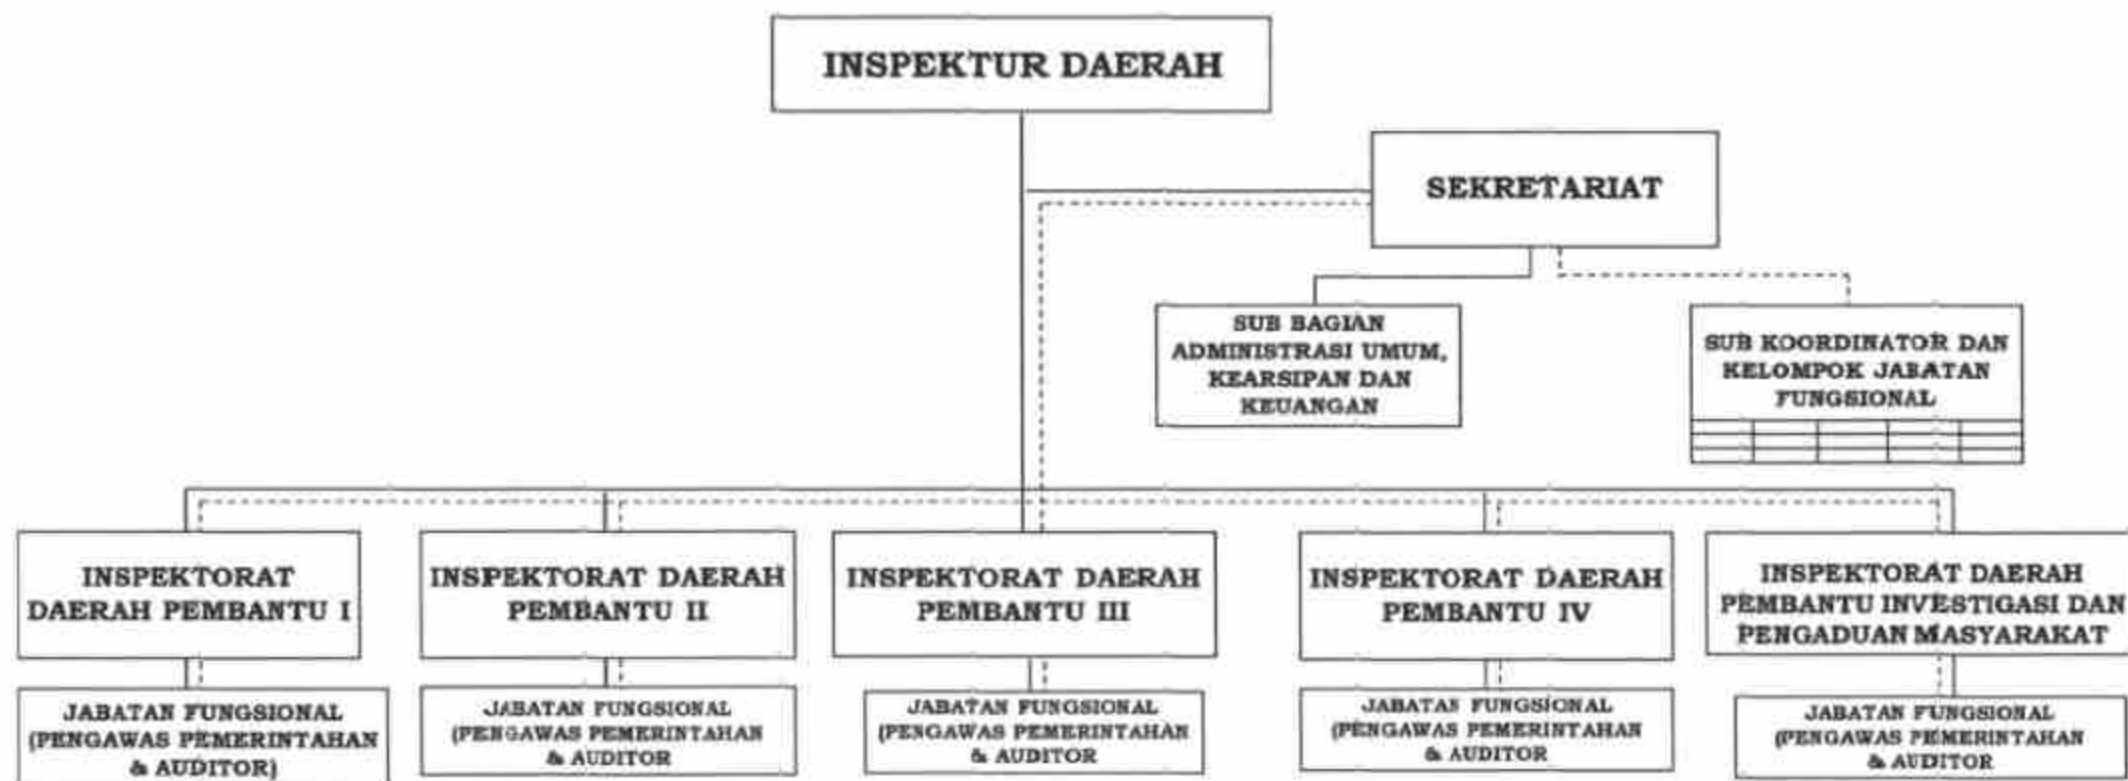 INSPEKTUR DAERAH
SEKRETARIAT
SUB BAGIAN
ADMINISTRASI UMUM,
KEARSIPAN DAN
KEUANGAN
SUB KOORDINATOR DAN
KELOMPOK JABATAN
FUNGSIONAL
INSPEKTORAT
DAERAH PEMBANTU I
INSPEKTORAT DAERAH
PEMBANTU II
INSPEKTORAT DAERAH
PEMBANTU III
INSPEKTORAT DAERAH
PEMBANTU IV
INSPEKTORAT DAERAH
PEMBANTU INVESTIGASI DAN
PENGADUAN MASYARAKAT
JABATAN FUNGSIONAL
(PENGAWAS PEMERINTAHAN
& AUDITOR)
JABATAN FUNGSIONAL
(PENGAWAS PEMERINTAHAN
& AUDITOR
JABATAN FUNGSIONAL
(PENGAWAS PEMERINTAHAN
& AUDITOR
JABATAN FUNGSIONAL
(PENGAWAS PEMERINTAHAN
& AUDITOR
JABATAN FUNGSIONAL
(PENGAWAS PEMERINTAHAN
& AUDITOR